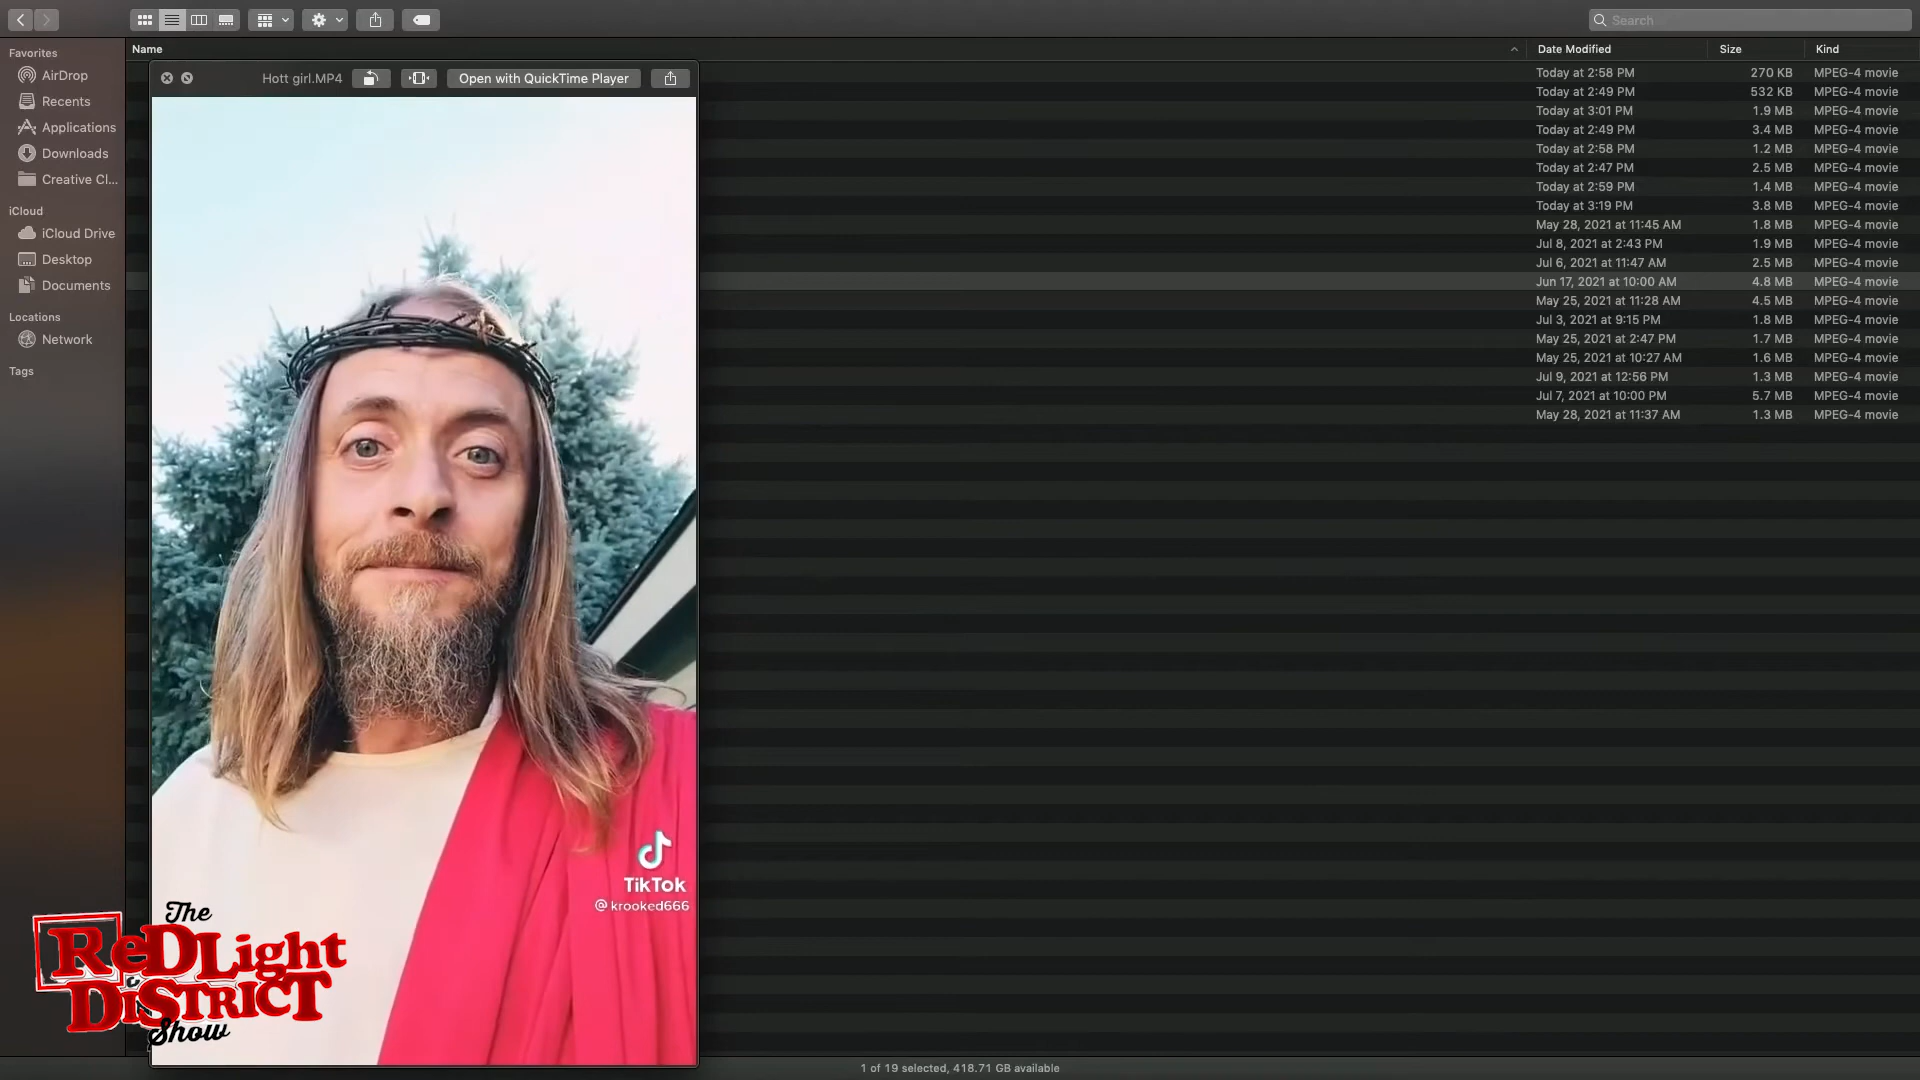 Search
Favorites
AirDrop
Recents
Applications
Downloads
Creative Cl...
iCloud
iCloud Drive
Desktop
Documents
Locations
Network
Tags
Name
Date Modified
Size
Kind
Hott girl.MP4
Open with QuickTime Player
Today at 2:58 PM 270 KB MPEG-4 movie
Today at 2:49 PM 532 KB MPEG-4 movie
Today at 3:01 PM 1.9 MB MPEG-4 movie
Today at 2:49 PM 3.4 MB MPEG-4 movie
Today at 2:58 PM 1.2 MB MPEG-4 movie
Today at 2:47 PM 2.5 MB MPEG-4 movie
Today at 2:59 PM 1.4 MB MPEG-4 movie
Today at 3:19 PM 3.8 MB MPEG-4 movie
May 28, 2021 at 11:45 AM 1.8 MB MPEG-4 movie
Jul 8, 2021 at 2:43 PM 1.9 MB MPEG-4 movie
Jul 6, 2021 at 11:47 AM 2.5 MB MPEG-4 movie
Jun 17, 2021 at 10:00 AM 4.8 MB MPEG-4 movie
May 25, 2021 at 11:28 AM 4.5 MB MPEG-4 movie
Jul 3, 2021 at 9:15 PM 1.8 MB MPEG-4 movie
May 25, 2021 at 2:47 PM 1.7 MB MPEG-4 movie
May 25, 2021 at 10:27 AM 1.6 MB MPEG-4 movie
Jul 9, 2021 at 12:56 PM 1.3 MB MPEG-4 movie
Jul 7, 2021 at 10:00 PM 5.7 MB MPEG-4 movie
May 28, 2021 at 11:37 AM 1.3 MB MPEG-4 movie
TikTok
@krooked666
The
ReDLight
DiSTRICT
Show
1 of 19 selected, 418.71 GB available